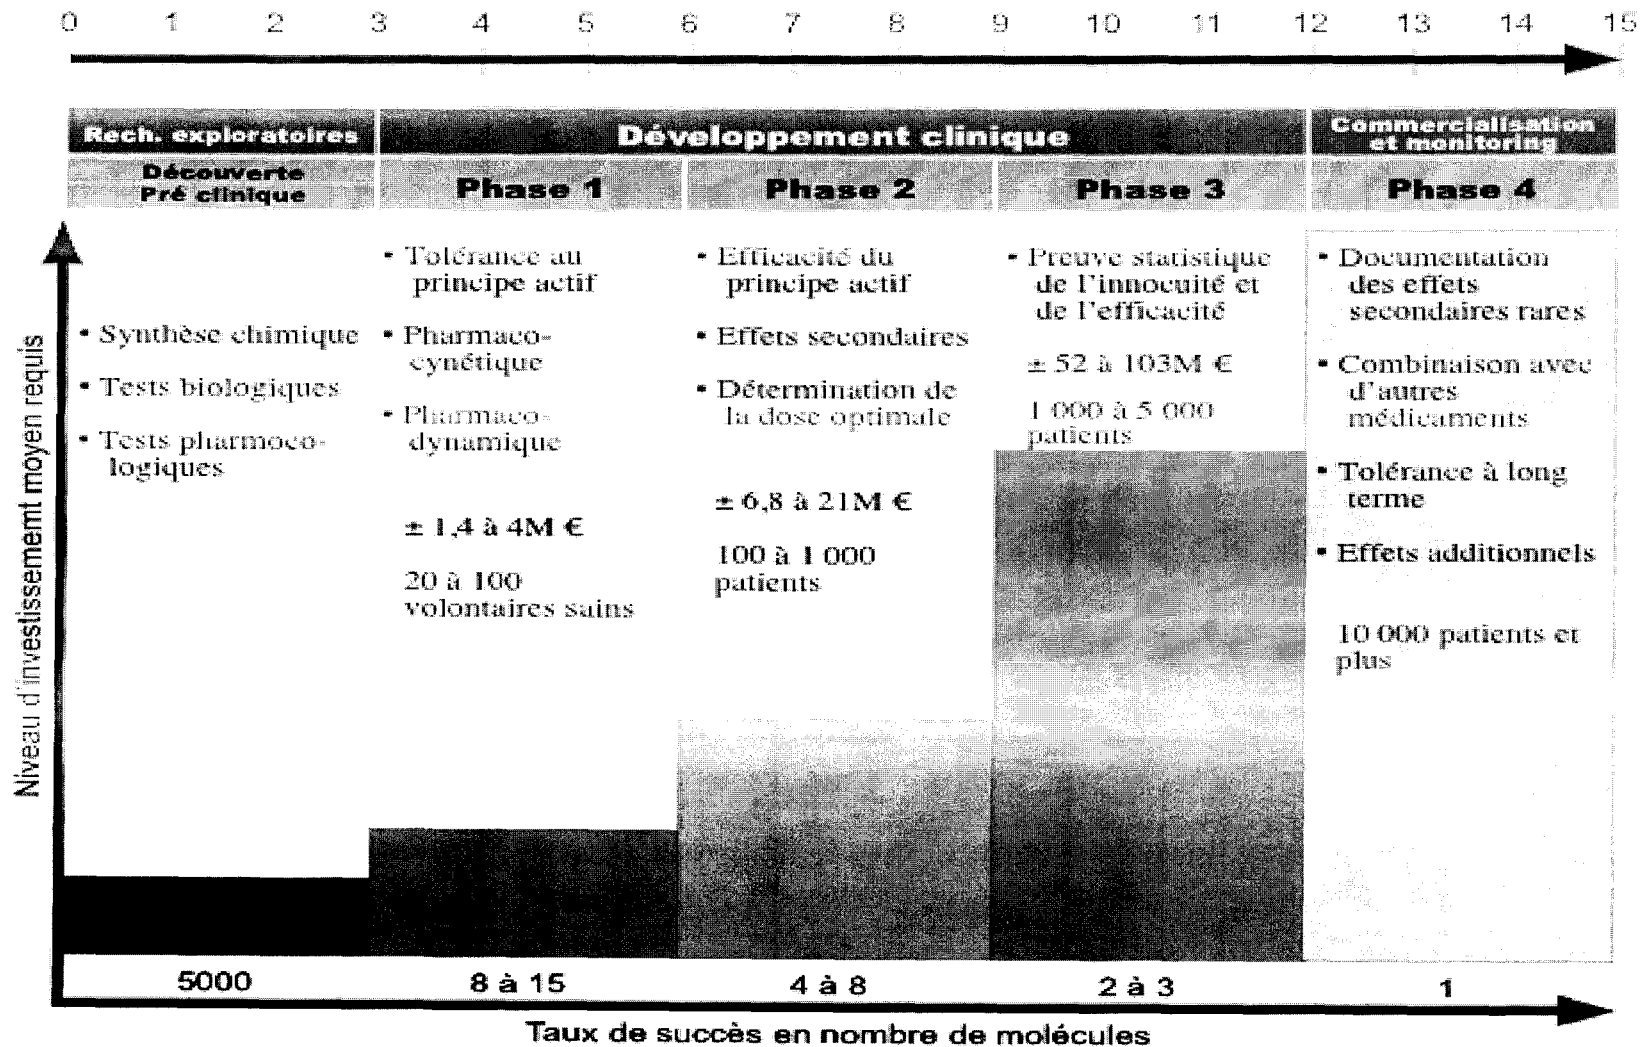 0 1 2 3 4 5 6 7 8 9 10 11 12 13 14 15
Rech. exploratoires
Développement clinique
Commercialisation
et monitoring
Découverte
Pré clinique
Phase 1
Phase 2
Phase 3
Phase 4
Niveau d'investissememt moyen requis
• Synthèse chimique
• Tests biologiques
• Tests pharmoco-
logiques
• Tolérance au
principe actif
• Pharmaco-
cynétique
• Pharmaco-
dynamique
± 1,4 à 4M €
20 à 100
volontaires sains
• Efficacité du
principe actif
• Effets secondaires
• Détermination de
la dose optimale
± 6,8 à 21M €
100 à 1 000
patients
• Preuve statistique
de l'innocuité et
de l'efficacité
± 52 à 103M €
1 000 à 5 000
patients
• Documentation
des effets
secondaires rares
• Combinaison avec
d'autres
médicaments
• Tolérance à long
terme
• Effets additionnels
10 000 patients et
plus
5000
8 à 15
4 à 8
2 à 3
1
Taux de succès en nombre de molécules